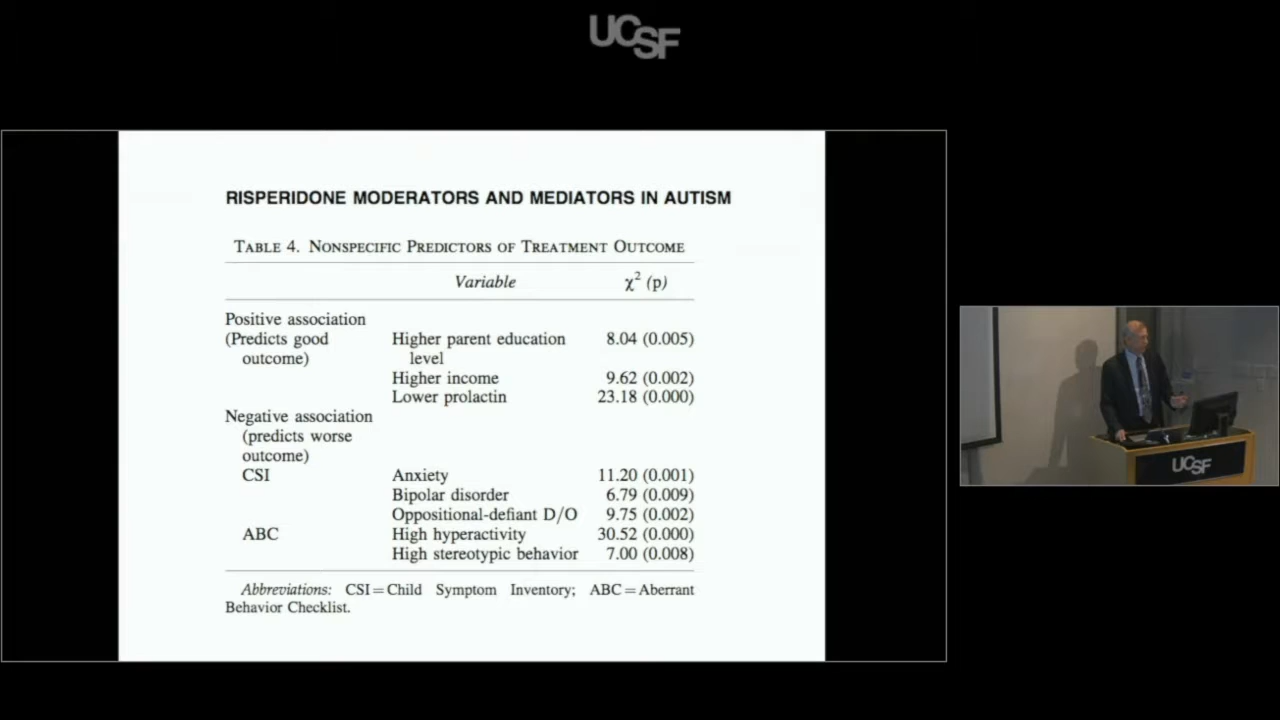 UCSF
RISPERIDONE MODERATORS AND MEDIATORS IN AUTISM
TABLE 4. NONSPECIFIC PREDICTORS OF TREATMENT OUTCOME
Variable χ² (p)
Positive association
(Predicts good Higher parent education 8.04 (0.005)
outcome) level
Higher income 9.62 (0.002)
Lower prolactin 23.18 (0.000)
Negative association
(predicts worse
outcome)
CSI Anxiety 11.20 (0.001)
Bipolar disorder 6.79 (0.009)
Oppositional-defiant D/O 9.75 (0.002)
ABC High hyperactivity 30.52 (0.000)
High stereotypic behavior 7.00 (0.008)
Abbreviations: CSI=Child Symptom Inventory; ABC=Aberrant
Behavior Checklist.
UCSF